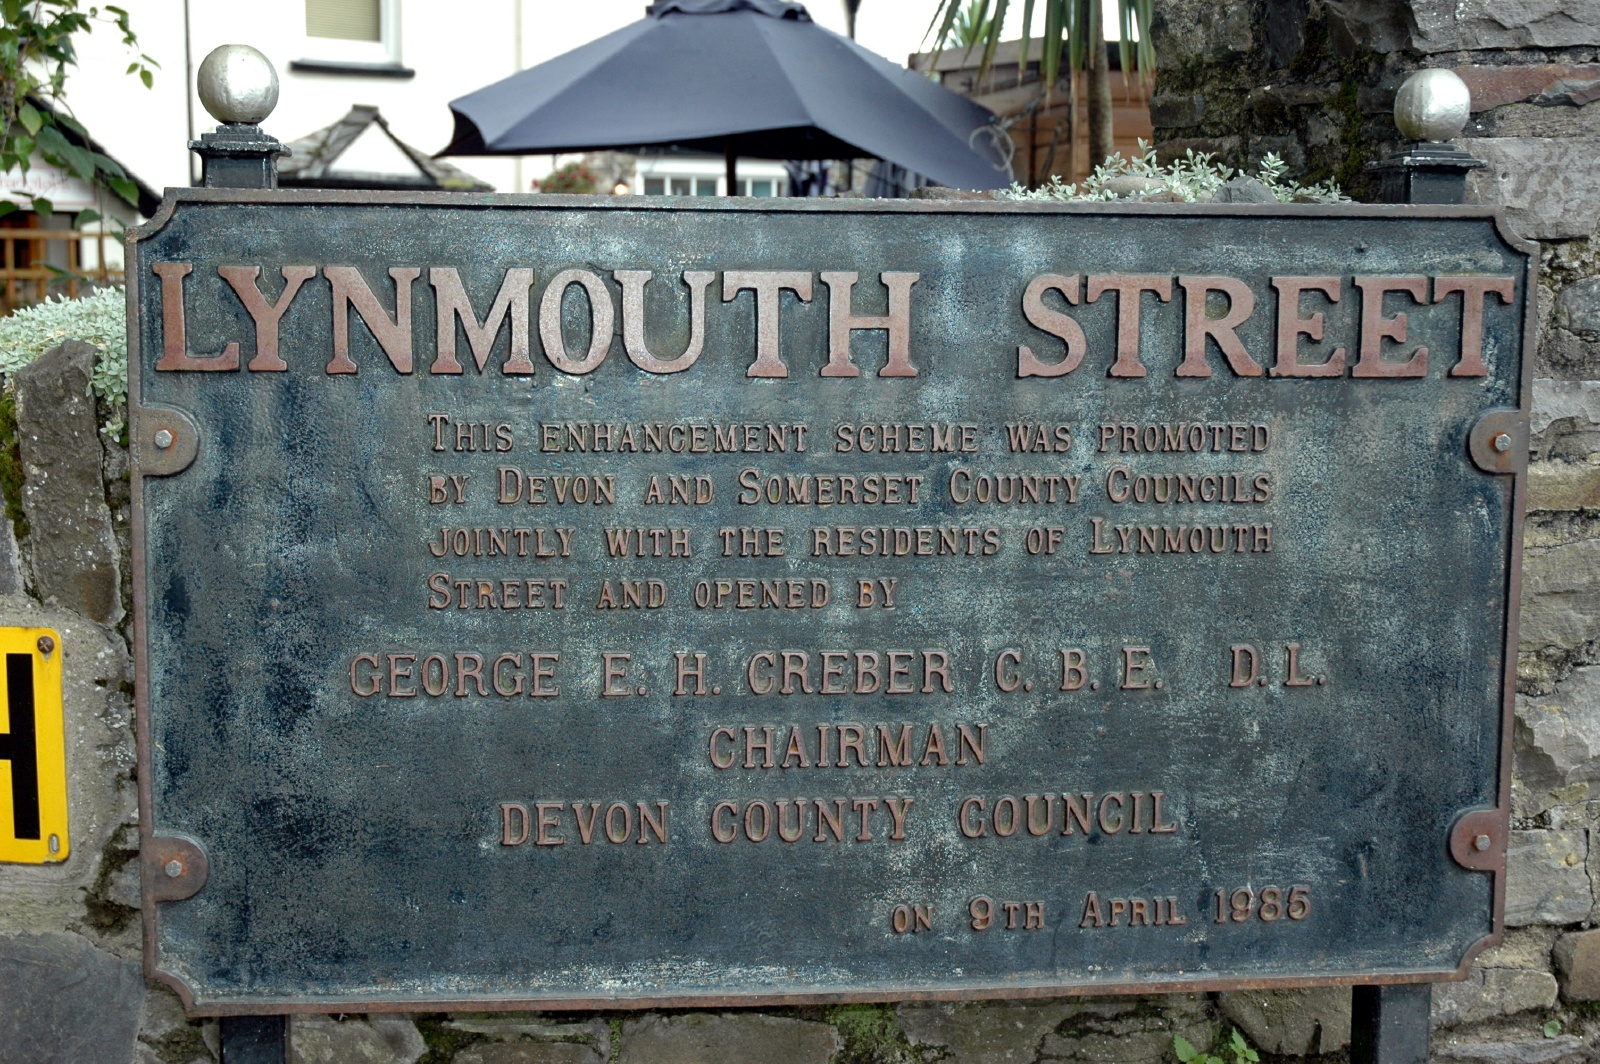 LYNMOUTH STREET
THIS ENHANCEMENT SCHEME WAS PROMOTED
BY DEVON AND SOMERSET COUNTY COUNCILS
JOINTLY WITH THE RESIDENTS OF LYNMOUTH
STREET AND OPENED BY
GEORGE E. H. CREBER C. B. E. D. L.
CHAIRMAN
DEVON COUNTY COUNCIL
ON 9TH APRIL 1985
H